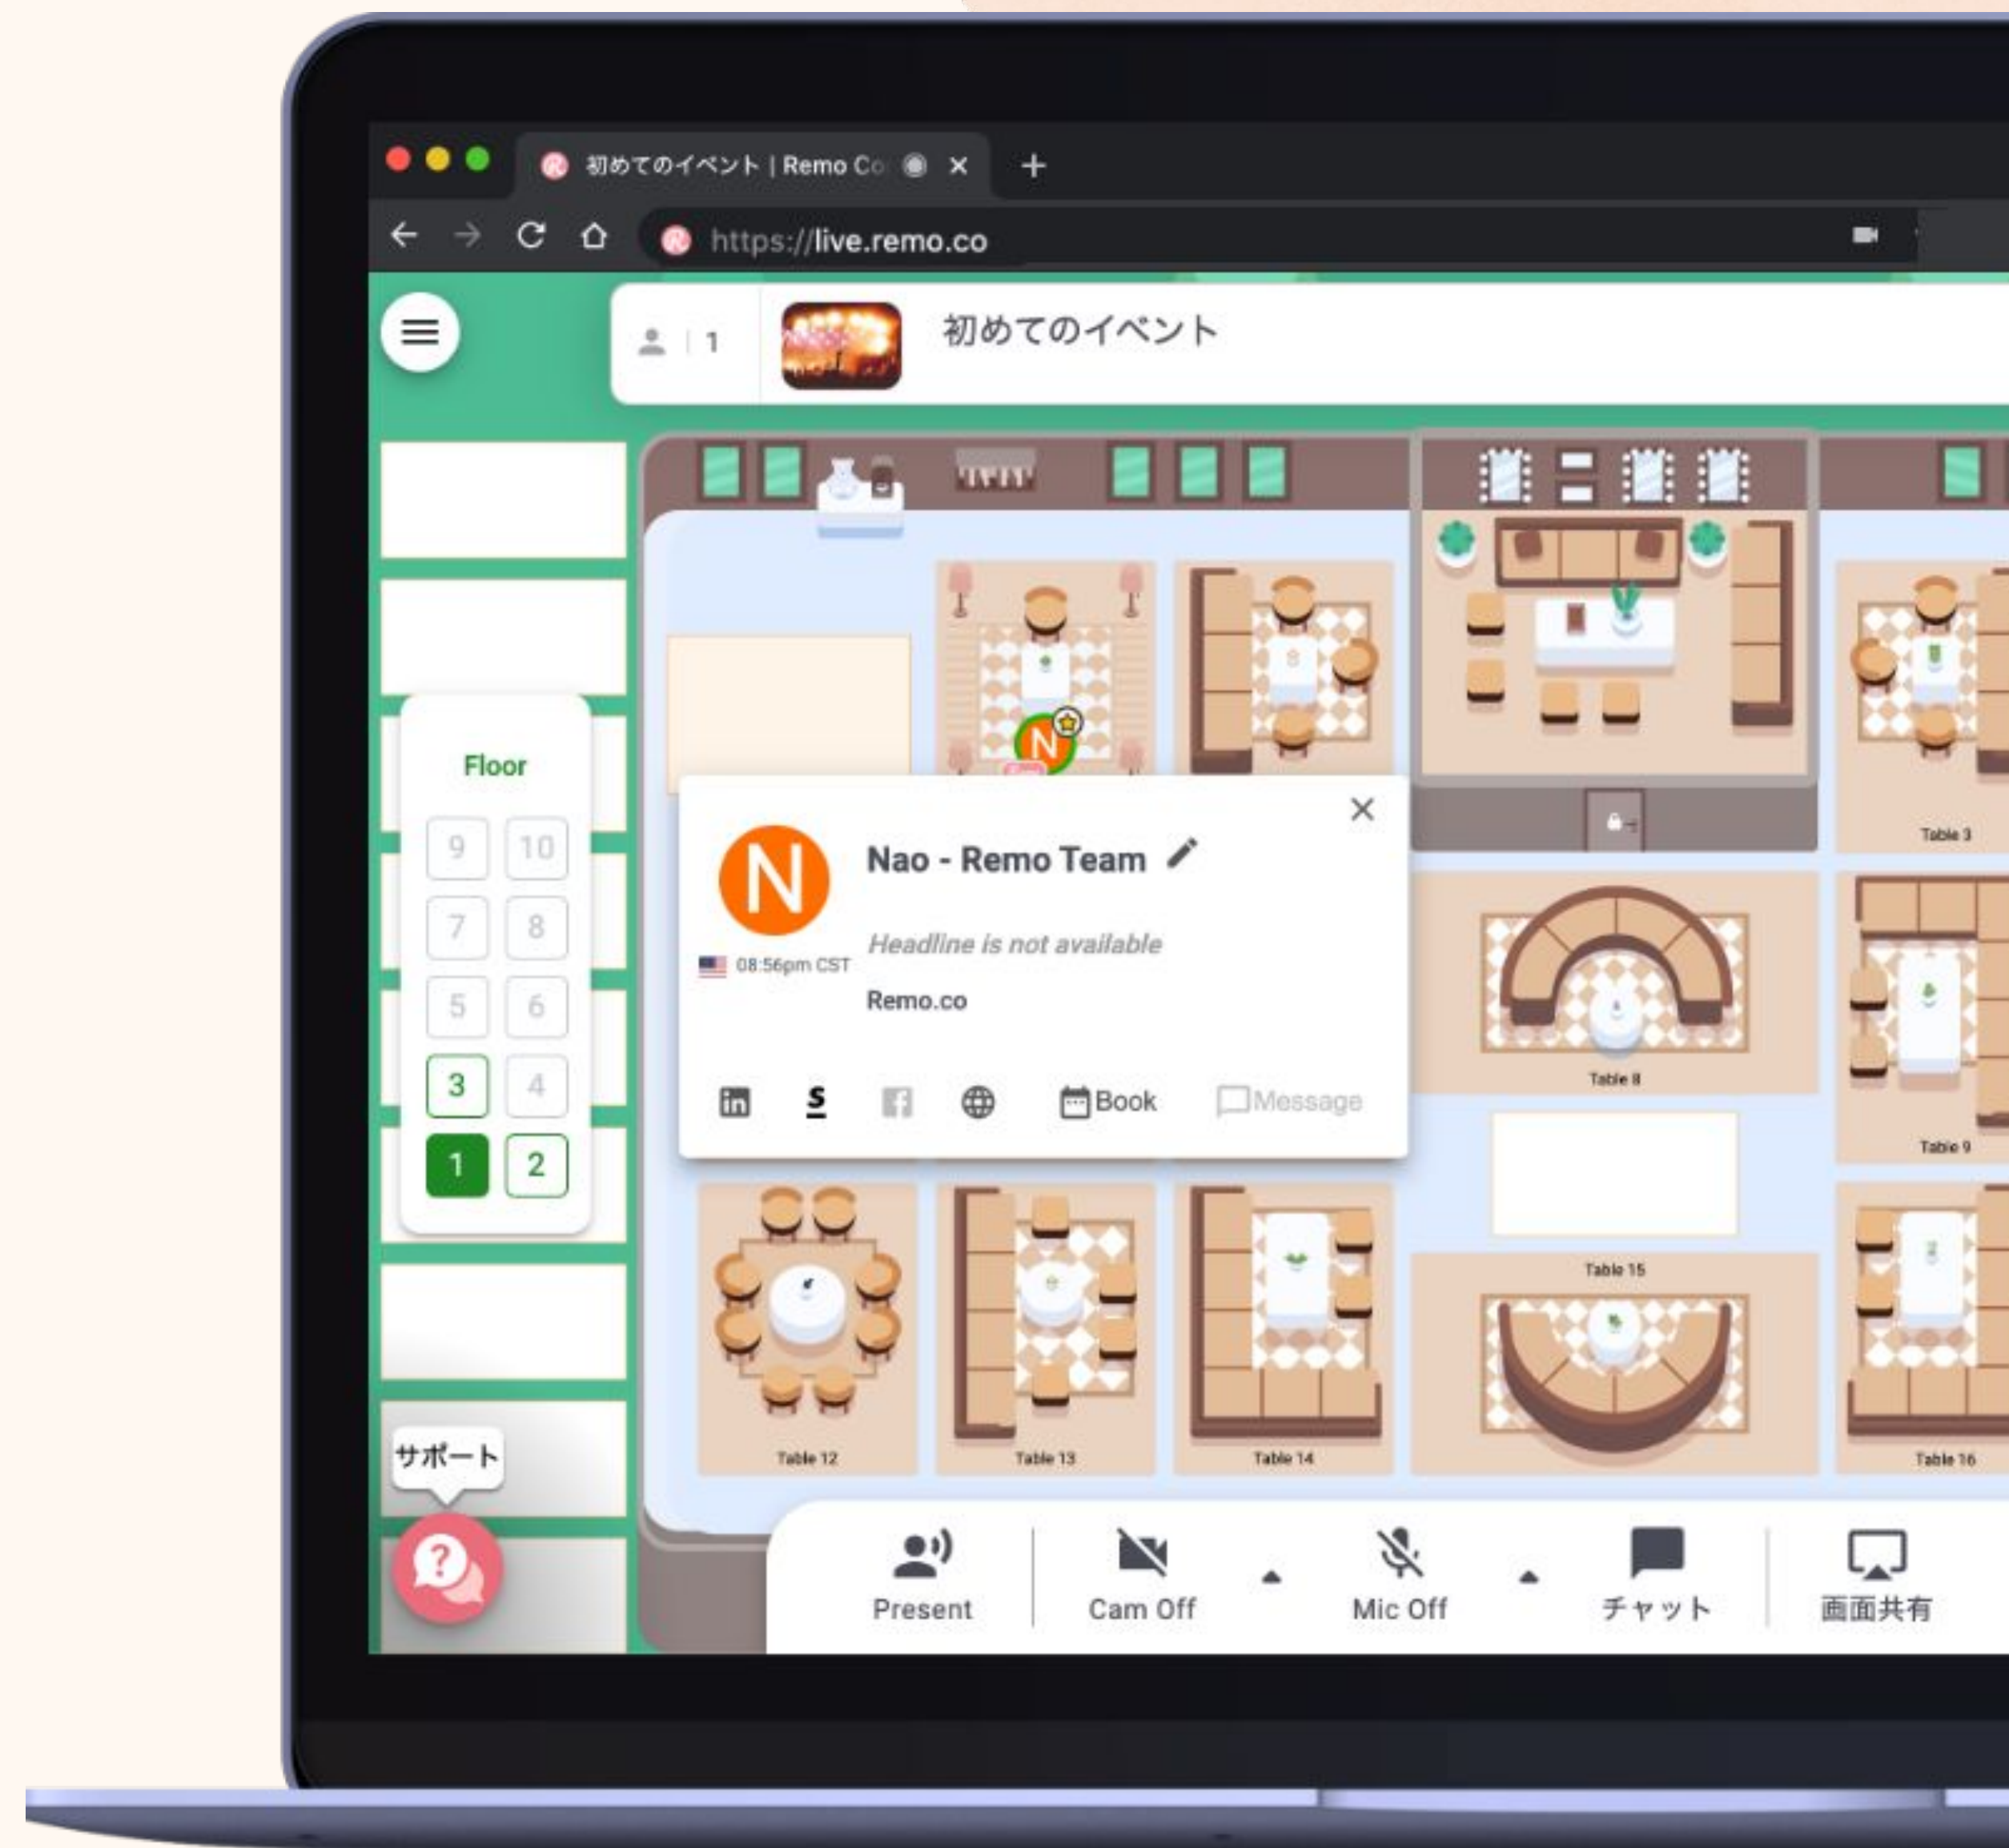 初めてのイベント | Remo Co
https://live.remo.co
1
初めてのイベント
Floor
9 10
7 8
5 6
3 4
1 2
N
N
Nao - Remo Team
Headline is not available
08:56pm CST
Remo.co
in S f Book Message
Table 3
Table 8
Table 9
Table 12
Table 13
Table 14
Table 15
Table 16
サポート
?
Present
Cam Off
Mic Off
チャット
画面共有